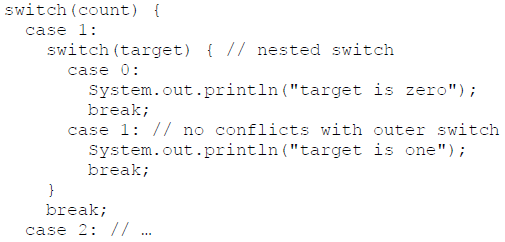 switch(count) {
case 1:
switch(target) { // nested switch
case 0:
System.out.println("target is zero");
break;
case 1: // no conflicts with outer switch
System.out.println("target is one");
break;
}
break;
case 2: // …